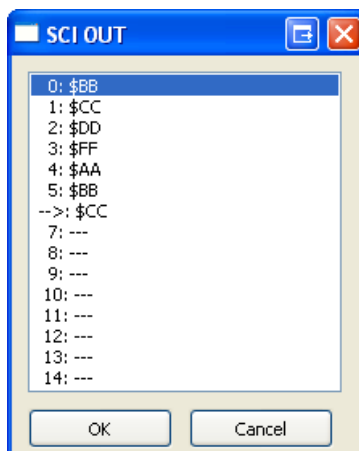 SCI OUT
0: $BB
1: $CC
2: $DD
3: $FF
4: $AA
5: $BB
-->: $CC
7: ---
8: ---
9: ---
10: ---
11: ---
12: ---
13: ---
14: ---
OK Cancel